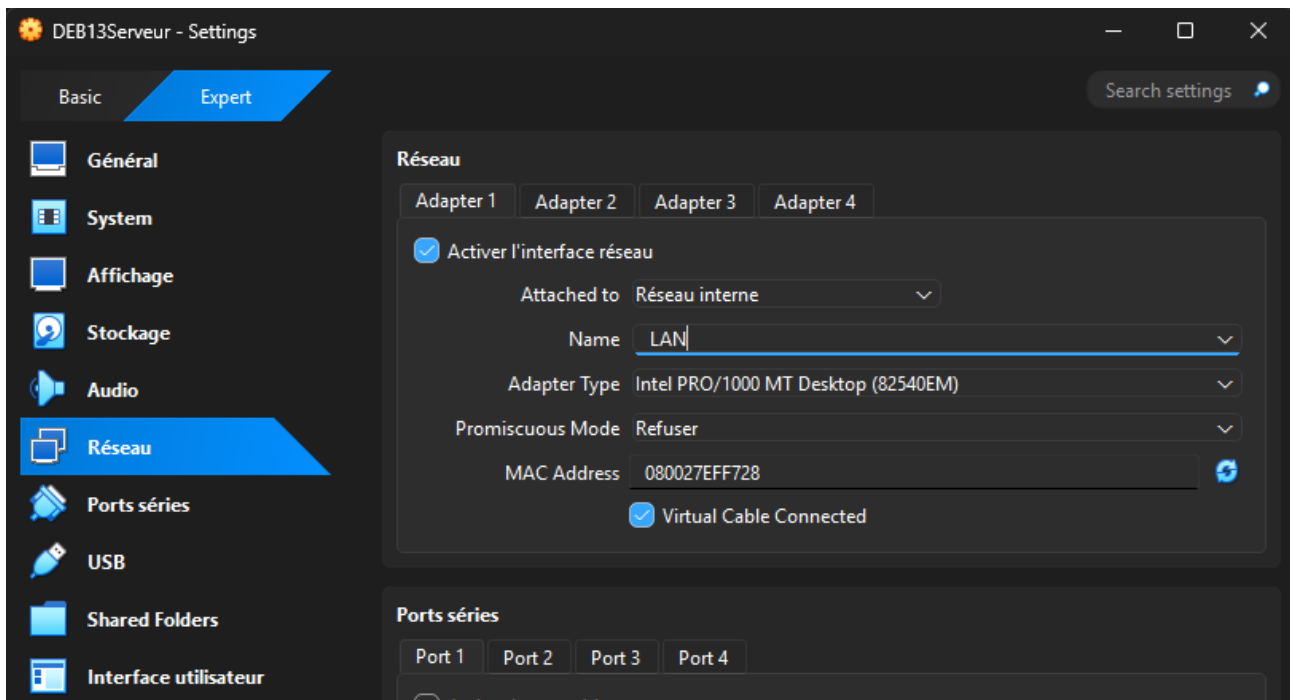 DEB13Serveur - Settings
Basic Expert Search settings
Général
System
Affichage
Stockage
Audio
Réseau
Ports séries
USB
Shared Folders
Interface utilisateur
Réseau
Adapter 1 Adapter 2 Adapter 3 Adapter 4
Activer l'interface réseau
Attached to Réseau interne
Name LAN
Adapter Type Intel PRO/1000 MT Desktop (82540EM)
Promiscuous Mode Refuser
MAC Address 080027EFF728
Virtual Cable Connected
Ports séries
Port 1 Port 2 Port 3 Port 4